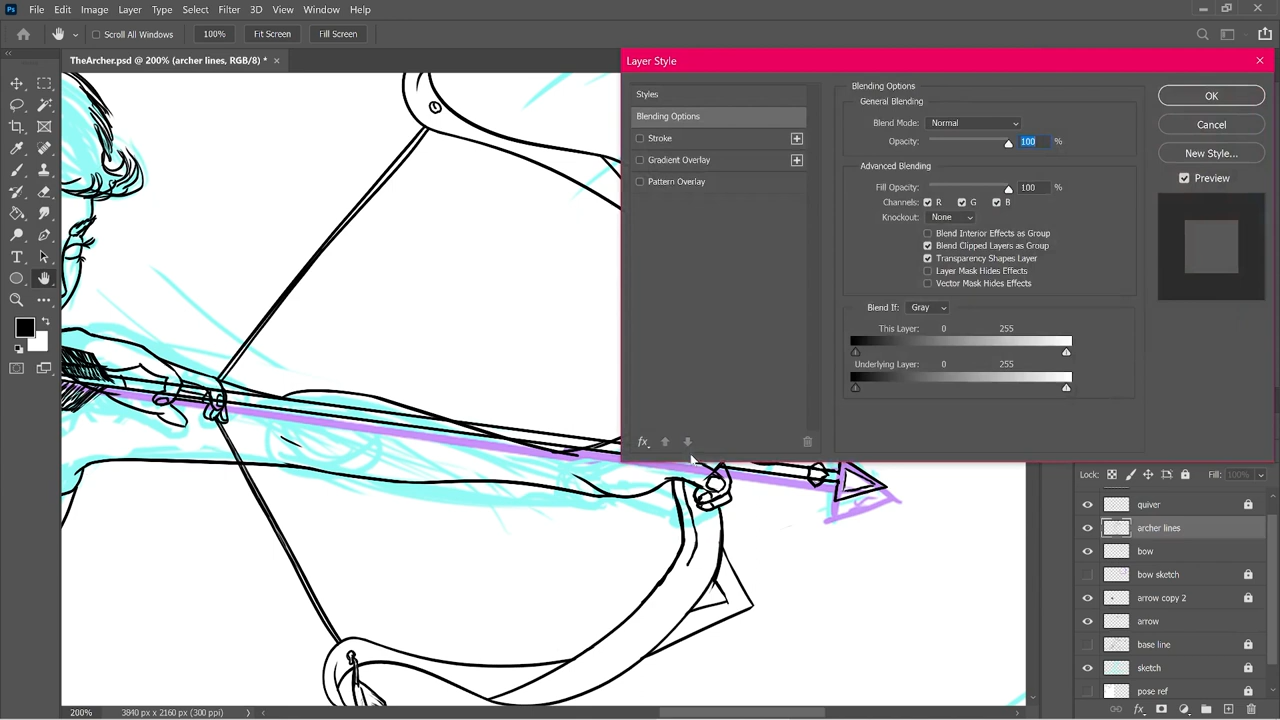 Ps File Edit Image Layer Type Select Filter 3D View Window Help
Scroll All Windows 100% Fit Screen Fill Screen
TheArcher.psd @ 200% (archer lines, RGB/8) *
Layer Style
Styles
Blending Options
Stroke
Gradient Overlay
Pattern Overlay
fx
Blending Options
General Blending
Blend Mode: Normal
Opacity: 100 %
Advanced Blending
Fill Opacity: 100 %
Channels: R G B
Knockout: None
Blend Interior Effects as Group
Blend Clipped Layers as Group
Transparency Shapes Layer
Layer Mask Hides Effects
Vector Mask Hides Effects
Blend If: Gray
This Layer: 0 255
Underlying Layer: 0 255
OK
Cancel
New Style...
Preview
Lock: Fill: 100%
quiver
archer lines
bow
bow sketch
arrow copy 2
arrow
base line
sketch
pose ref
fx
200% 3840 px x 2160 px (300 ppi)